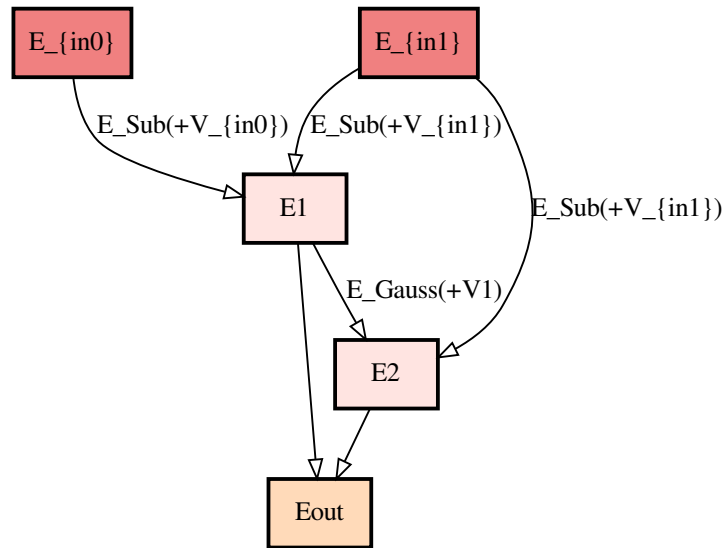 E_{in0}
E_{in1}
E_Sub(+V_{in0})
E_Sub(+V_{in1})
E1
E_Sub(+V_{in1})
E_Gauss(+V1)
E2
Eout